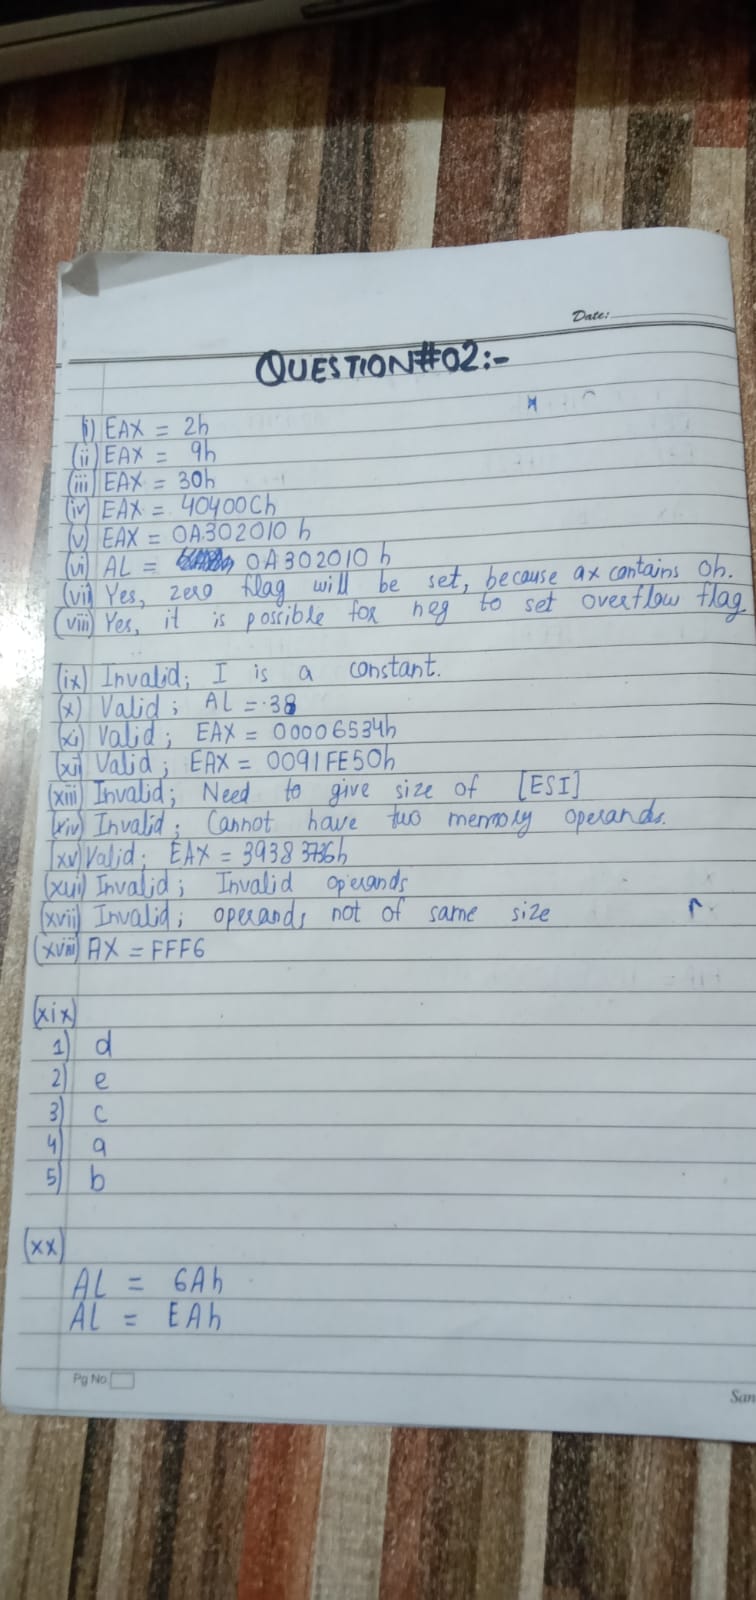 Date:
QUESTION#02:-
(i) EAX = 2h
(ii) EAX = 9h
(iii) EAX = 30h
(iv) EAX = 40400Ch
(v) EAX = 0A302010h
(vi) AL = 0A302010h
(vii) Yes, zero flag will be set, because ax contains 0h.
(viii) Yes, it is possible for neg to set overflow flag
(ix) Invalid; I is a constant.
(x) Valid; AL = 38
(xi) Valid; EAX = 00006534h
(xii) Valid; EAX = 0091FE50h
(xiii) Invalid; Need to give size of [ESI]
(xiv) Invalid; Cannot have two memory operands.
(xv) Valid; EAX = 39383736h
(xvi) Invalid; Invalid operands
(xvii) Invalid; operands not of same size
(xviii) AX = FFF6
(xix)
1) d
2) e
3) c
4) a
5) b
(xx)
AL = 6Ah
AL = EAh
Pg No
San